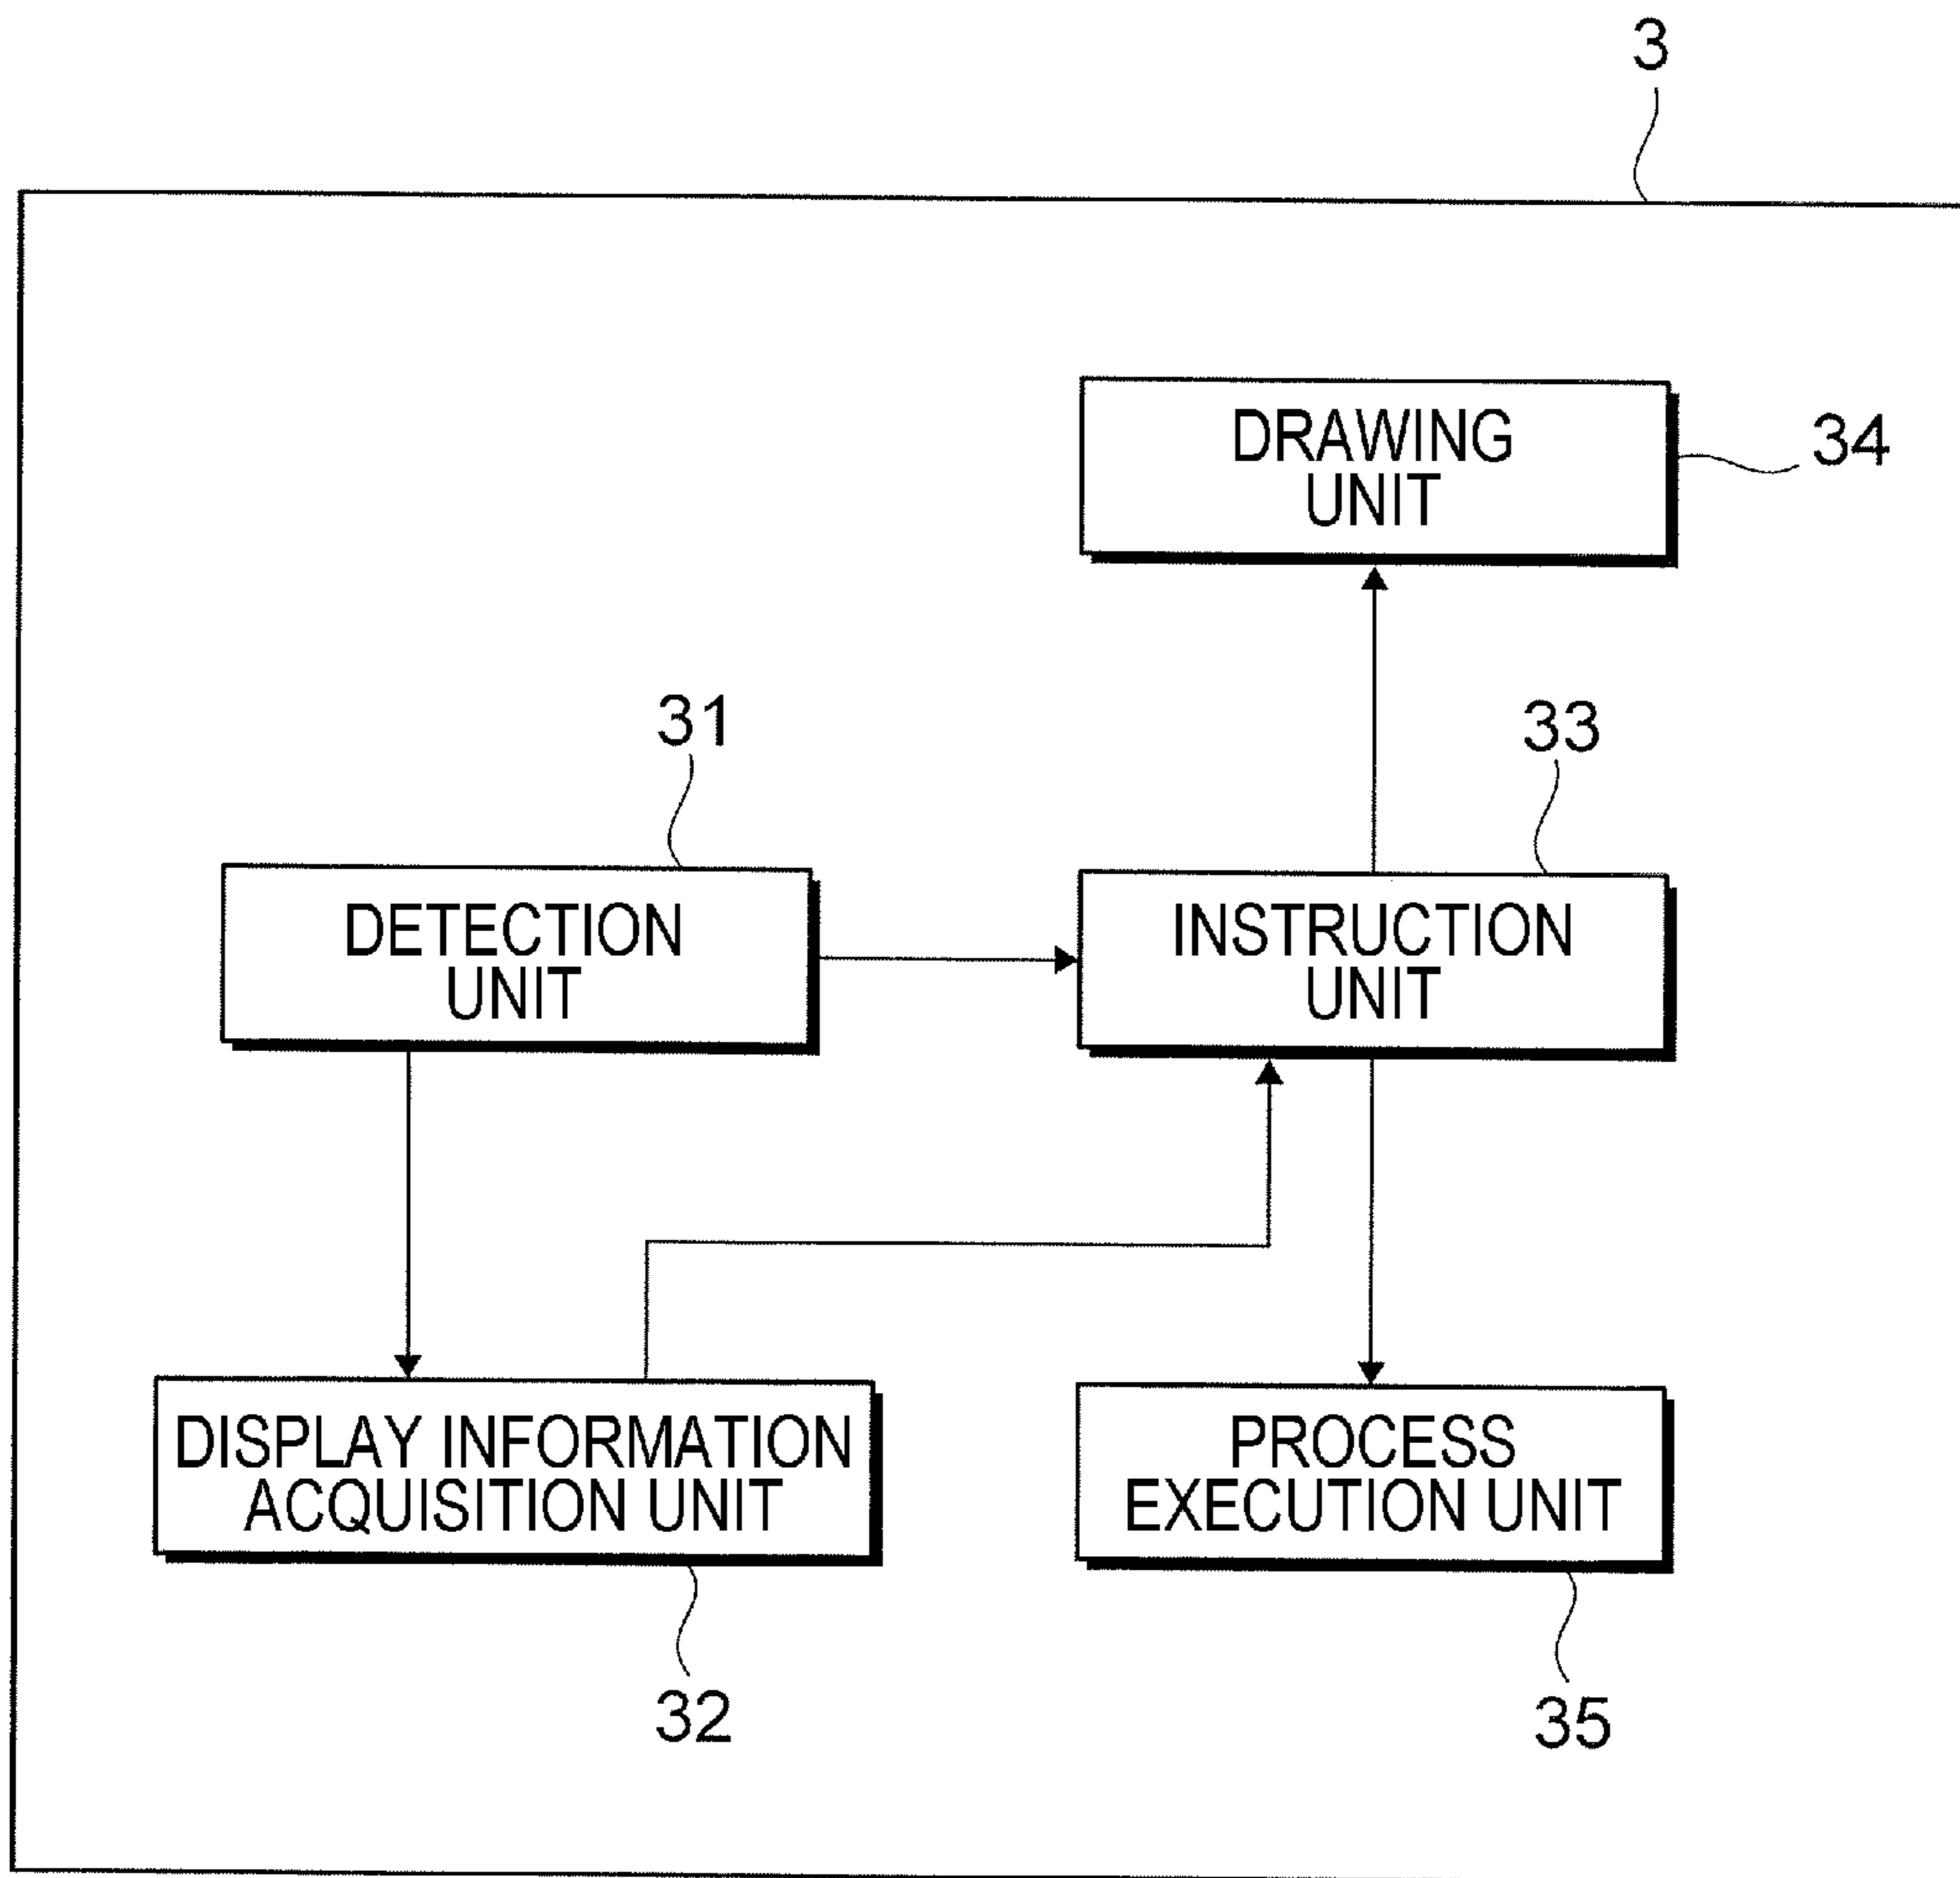 3
DRAWING
UNIT
34
31
33
DETECTION
UNIT
INSTRUCTION
UNIT
DISPLAY INFORMATION
ACQUISITION UNIT
PROCESS
EXECUTION UNIT
32
35